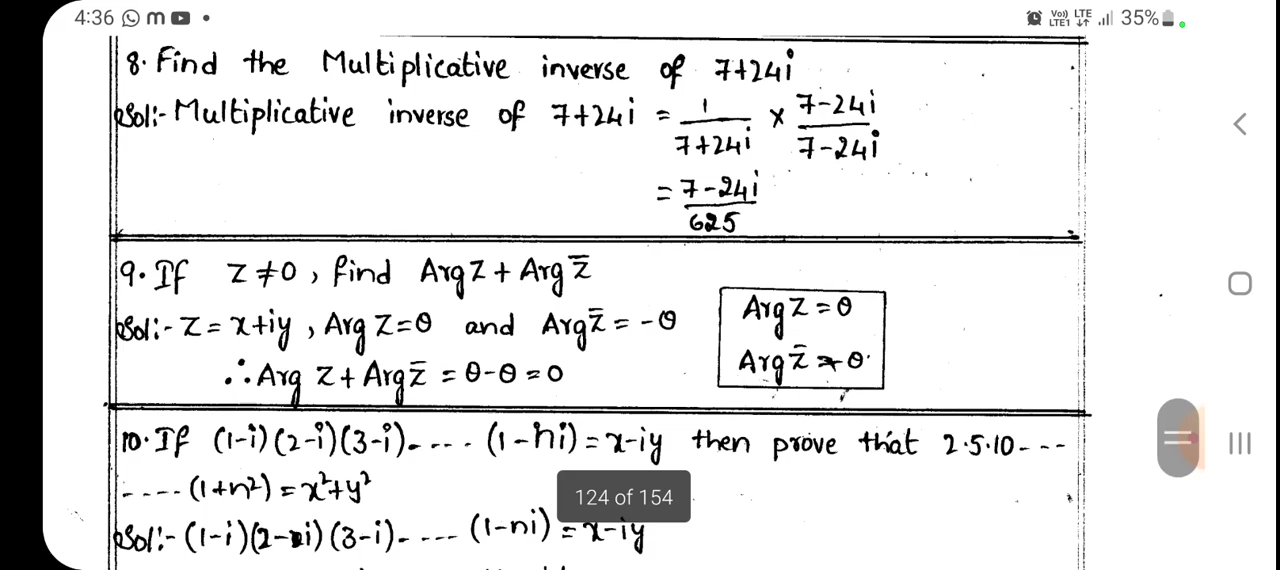 4:36 m
Vo)) LTE LTE1 35%
8. Find the Multiplicative inverse of 7+24i
Sol:- Multiplicative inverse of 7+24i = 1/(7+24i) × (7-24i)/(7-24i)
= (7-24i)/625
9. If Z≠0, find Arg Z + Arg z̄
Sol:- Z = x+iy, Arg Z=θ and Arg z̄ = -θ
Arg Z = θ
Arg z̄ = -θ
∴ Arg Z + Arg z̄ = θ-θ = 0
10. If (1-i)(2-i)(3-i)----- (1-ni) = x-iy then prove that 2.5.10---
---- (1+n²) = x²+y²
124 of 154
Sol:- (1-i)(2-i)(3-i)----- (1-ni) = x-iy